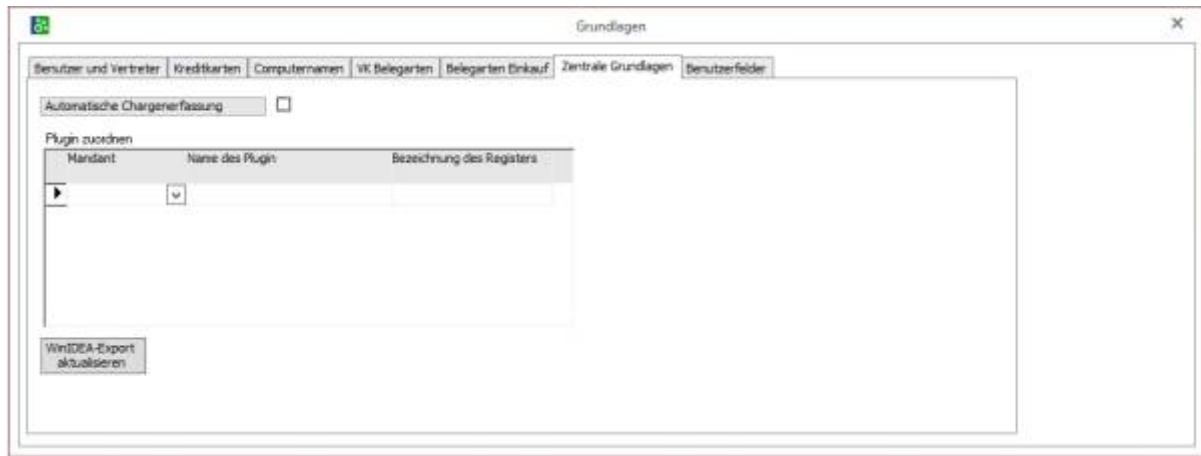 Grundlagen
Benutzer und Vertreter Kreditkarten Computernamen VK Belegarten Belegarten Einkauf Zentrale Grundlagen Benutzerfelder
Automatische Chargenerfassung
Plugin zuordnen
Mandant Name des Plugin Bezeichnung des Registers
WinIDEA-Export
aktualisieren